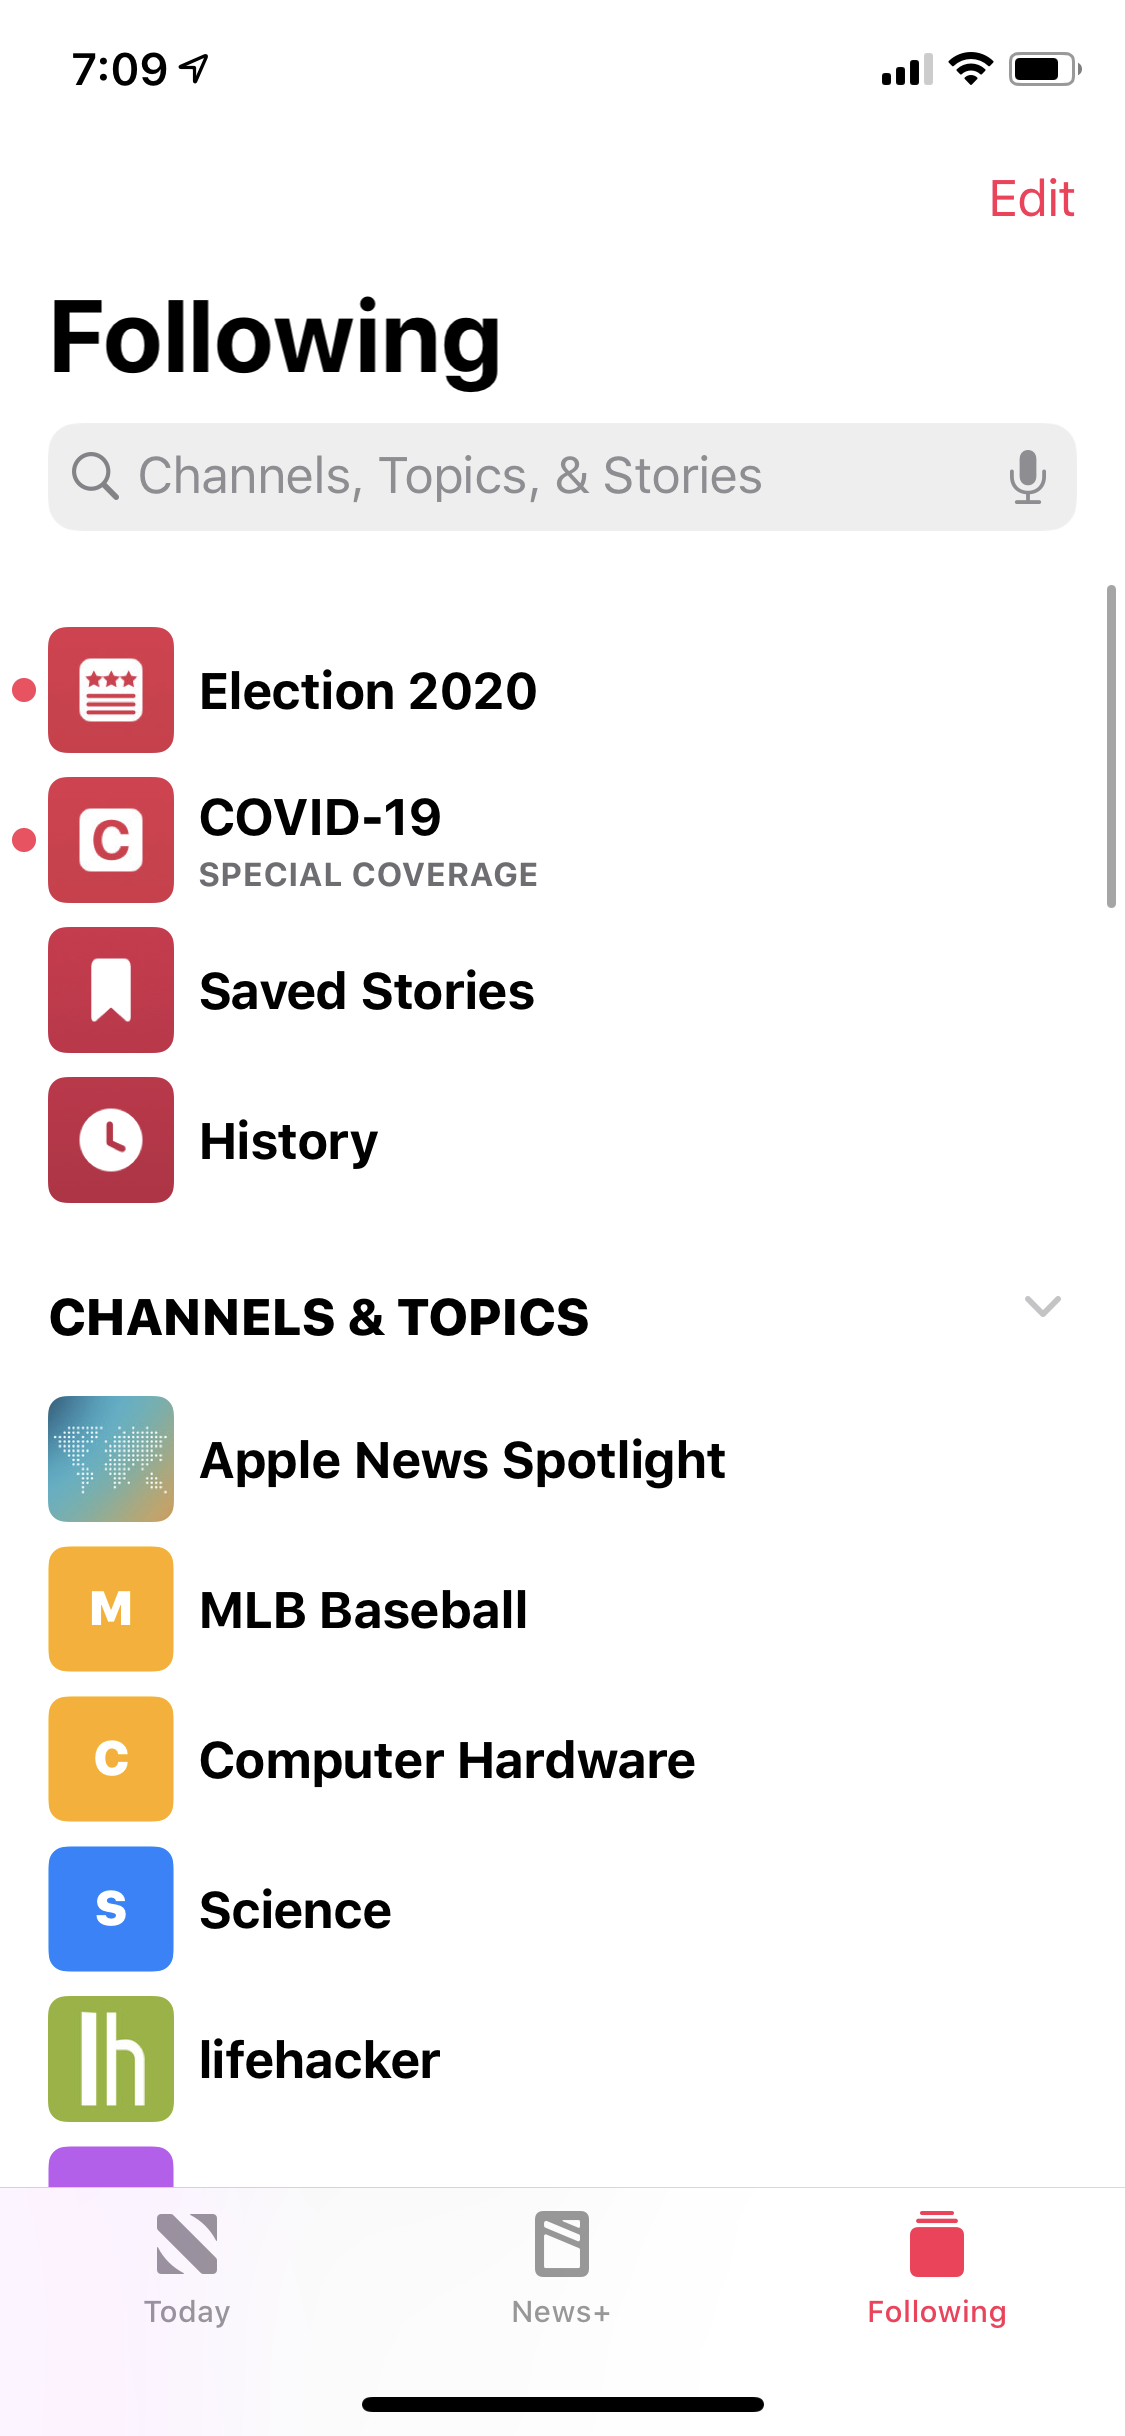 7:09
Edit
Following
Channels, Topics, & Stories
Election 2020
C
COVID-19
SPECIAL COVERAGE
Saved Stories
History
CHANNELS & TOPICS
Apple News Spotlight
M
MLB Baseball
C
Computer Hardware
S
Science
lh
lifehacker
Today
News+
Following